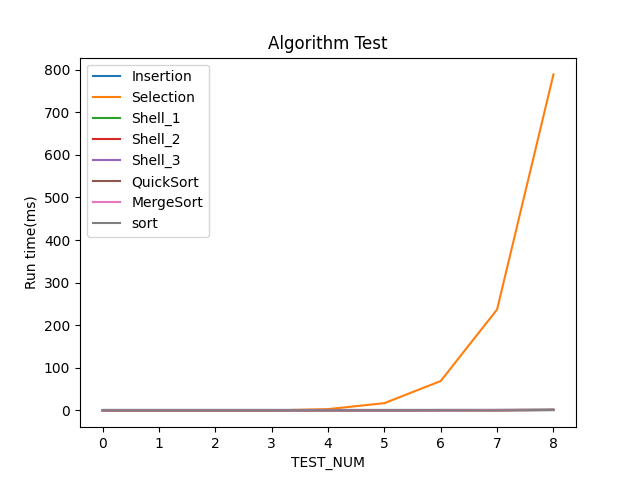 Algorithm Test
Insertion
Selection
Shell_1
Shell_2
Shell_3
QuickSort
MergeSort
sort
Run time(ms)
800
700
600
500
400
300
200
100
0
0 1 2 3 4 5 6 7 8
TEST_NUM